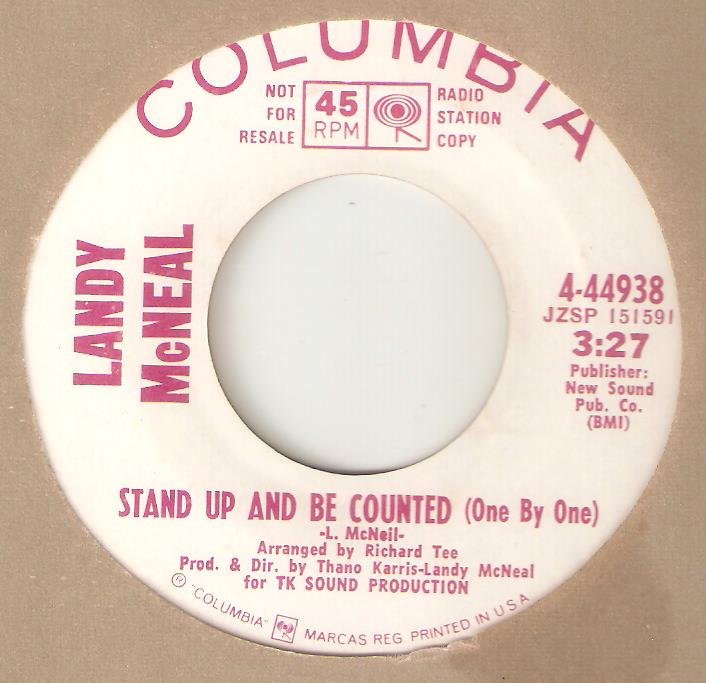 COLUMBIA
NOT
FOR
RESALE
45
RPM
RADIO
STATION
COPY
LANDY
McNEAL
4-44938
JZSP 151591
3:27
Publisher:
New Sound
Pub. Co.
(BMI)
STAND UP AND BE COUNTED (One By One)
-L. McNeil-
Arranged by Richard Tee
Prod. & Dir. by Thano Karris-Landy McNeal
for TK SOUND PRODUCTION
Ⓡ "COLUMBIA" MARCAS REG. PRINTED IN U S A